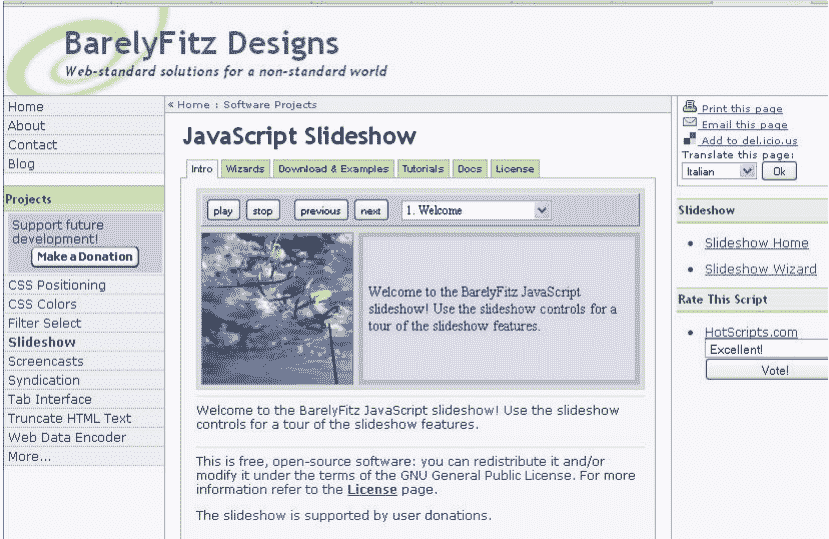 BarelyFitz Designs
Web-standard solutions for a non-standard world
Home
About
Contact
Blog
Projects
Support future
development!
Make a Donation
CSS Positioning
CSS Colors
Filter Select
Slideshow
Screencasts
Syndication
Tab Interface
Truncate HTML Text
Web Data Encoder
More...
« Home : Software Projects
JavaScript Slideshow
Intro Wizards Download & Examples Tutorials Docs License
play stop previous next 1. Welcome
Welcome to the BarelyFitz JavaScript
slideshow! Use the slideshow controls for a
tour of the slideshow features.
Welcome to the BarelyFitz JavaScript slideshow! Use the slideshow
controls for a tour of the slideshow features.
This is free, open-source software: you can redistribute it and/or
modify it under the terms of the GNU General Public License. For more
information refer to the License page.
The slideshow is supported by user donations.
Print this page
Email this page
Add to del.icio.us
Translate this page:
Italian Ok
Slideshow
• Slideshow Home
• Slideshow Wizard
Rate This Script
• HotScripts.com
Excellent!
Vote!